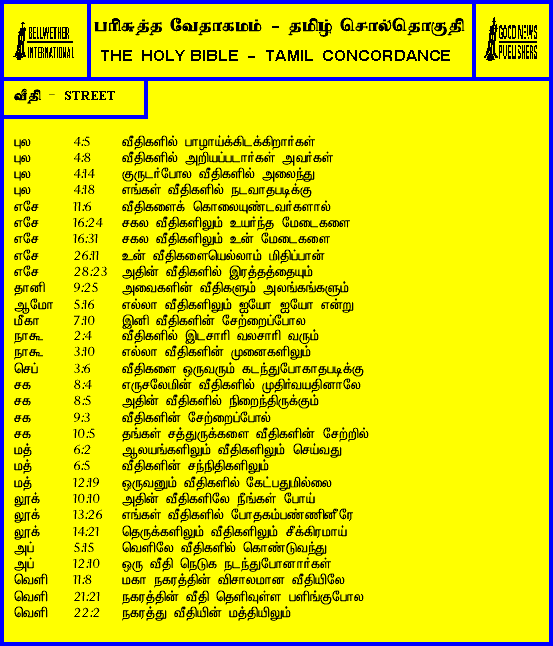 BELLWETHER
INTERNATIONAL
பரிசுத்த வேதாகமம் - தமிழ் சொல்தொகுதி
THE HOLY BIBLE - TAMIL CONCORDANCE
GOOD NEWS
PUBLISHERS
வீதி - STREET
புல 4:5 வீதிகளில் பாழாய்க்கிடக்கிறார்கள்
புல 4:8 வீதிகளில் அறியப்படார்கள் அவர்கள்
புல 4:14 குருடர்போல வீதிகளில் அலைந்து
புல 4:18 எங்கள் வீதிகளில் நடவாதபடிக்கு
எசே 11:6 வீதிகளைக் கொலையுண்டவர்களால்
எசே 16:24 சகல வீதிகளிலும் உயர்ந்த மேடைகளை
எசே 16:31 சகல வீதிகளிலும் உன் மேடைகளை
எசே 26:11 உன் வீதிகளையெல்லாம் மிதிப்பான்
எசே 28:23 அதின் வீதிகளில் இரத்தத்தையும்
தானி 9:25 அவைகளின் வீதிகளும் அலங்கங்களும்
ஆமோ 5:16 எல்லா வீதிகளிலும் ஐயோ ஐயோ என்று
மீகா 7:10 இனி வீதிகளின் சேற்றைப்போல
நாகூ 2:4 வீதிகளில் இடசாரி வலசாரி வரும்
நாகூ 3:10 எல்லா வீதிகளின் முனைகளிலும்
செப் 3:6 வீதிகளை ஒருவரும் கடந்துபோகாதபடிக்கு
சக 8:4 எருசலேமின் வீதிகளில் முதிர்வயதினாலே
சக 8:5 அதின் வீதிகளில் நிறைந்திருக்கும்
சக 9:3 வீதிகளின் சேற்றைப்போல்
சக 10:5 தங்கள் சத்துருக்களை வீதிகளின் சேற்றில்
மத் 6:2 ஆலயங்களிலும் வீதிகளிலும் செய்வது
மத் 6:5 வீதிகளின் சந்நிதிகளிலும்
மத் 12:19 ஒருவனும் வீதிகளில் கேட்பதுமில்லை
லூக் 10:10 அதின் வீதிகளிலே நீங்கள் போய்
லூக் 13:26 எங்கள் வீதிகளில் போதகம்பண்ணினீரே
லூக் 14:21 தெருக்களிலும் வீதிகளிலும் சீக்கிரமாய்
அப் 5:15 வெளிலே வீதிகளில் கொண்டுவந்து
அப் 12:10 ஒரு வீதி நெடுக நடந்துபோனார்கள்
வெளி 11:8 மகா நகரத்தின் விசாலமான வீதியிலே
வெளி 21:21 நகரத்தின் வீதி தெளிவுள்ள பளிங்குபோல
வெளி 22:2 நகரத்து வீதியின் மத்தியிலும்